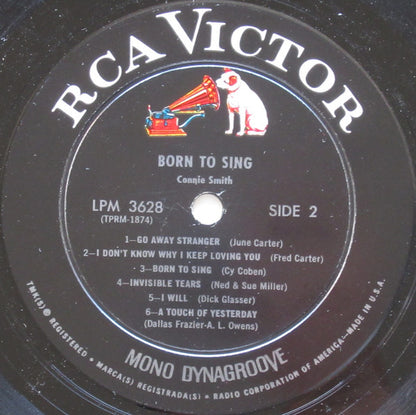 RCA VICTOR
BORN TO SING
Connie Smith
LPM 3628
(TPRM-1874)
SIDE 2
1—GO AWAY STRANGER (June Carter)
2—I DON'T KNOW WHY I KEEP LOVING YOU (Fred Carter)
3—BORN TO SING (Cy Coben)
4—INVISIBLE TEARS (Ned & Sue Miller)
5—I WILL (Dick Glasser)
6—A TOUCH OF YESTERDAY
(Dallas Frazier-A. L. Owens)
MONO DYNAGROOVE
TMK(S) ® REGISTERED • MARCA(S) REGISTRADA(S) • RADIO CORPORATION OF AMERICA—MADE IN U.S.A.